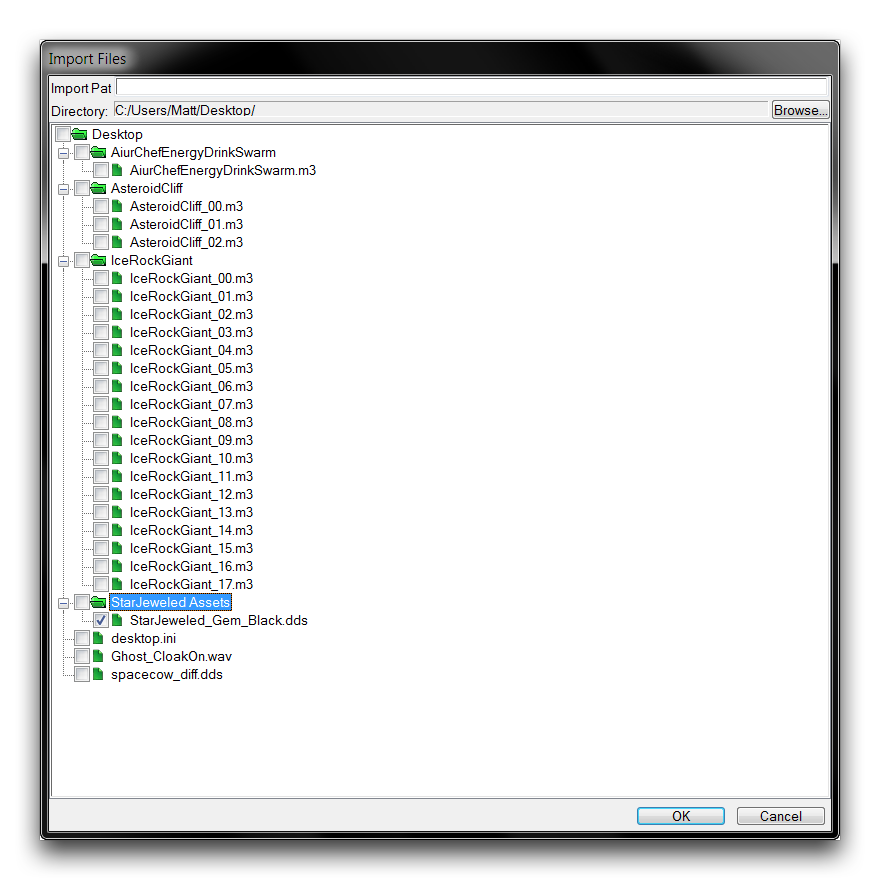 Import Files
Import Pat
Directory: C:/Users/Matt/Desktop/ Browse...
Desktop
AiurChefEnergyDrinkSwarm
AiurChefEnergyDrinkSwarm.m3
AsteroidCliff
AsteroidCliff_00.m3
AsteroidCliff_01.m3
AsteroidCliff_02.m3
IceRockGiant
IceRockGiant_00.m3
IceRockGiant_01.m3
IceRockGiant_02.m3
IceRockGiant_03.m3
IceRockGiant_04.m3
IceRockGiant_05.m3
IceRockGiant_06.m3
IceRockGiant_07.m3
IceRockGiant_08.m3
IceRockGiant_09.m3
IceRockGiant_10.m3
IceRockGiant_11.m3
IceRockGiant_12.m3
IceRockGiant_13.m3
IceRockGiant_14.m3
IceRockGiant_15.m3
IceRockGiant_16.m3
IceRockGiant_17.m3
StarJeweled Assets
StarJeweled_Gem_Black.dds
desktop.ini
Ghost_CloakOn.wav
spacecow_diff.dds
OK Cancel